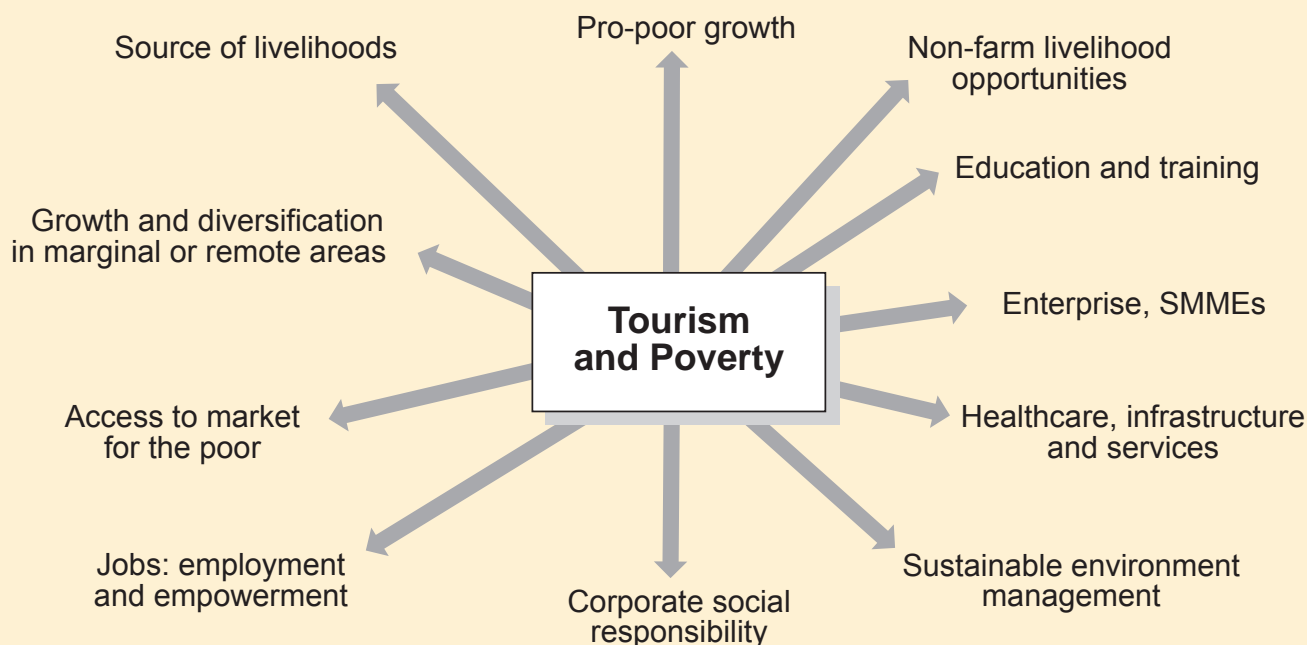 Pro-poor growth
Source of livelihoods
Non-farm livelihood
opportunities
Education and training
Growth and diversification
in marginal or remote areas
Enterprise, SMMEs
Tourism
and Poverty
Access to market
for the poor
Healthcare, infrastructure
and services
Jobs: employment
and empowerment
Sustainable environment
management
Corporate social
responsibility